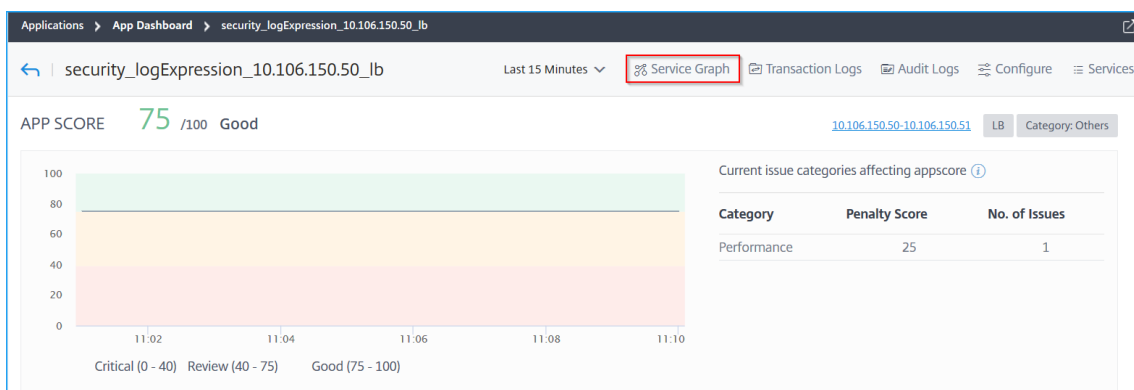 Applications > App Dashboard > security_logExpression_10.106.150.50_lb
security_logExpression_10.106.150.50_lb Last 15 Minutes Service Graph Transaction Logs Audit Logs Configure Services
APP SCORE 75 /100 Good 10.106.150.50-10.106.150.51 LB Category: Others
Current issue categories affecting appscore i
Category Penalty Score No. of Issues
Performance 25 1
100
80
60
40
20
0
11:02 11:04 11:06 11:08 11:10
Critical (0 - 40) Review (40 - 75) Good (75 - 100)